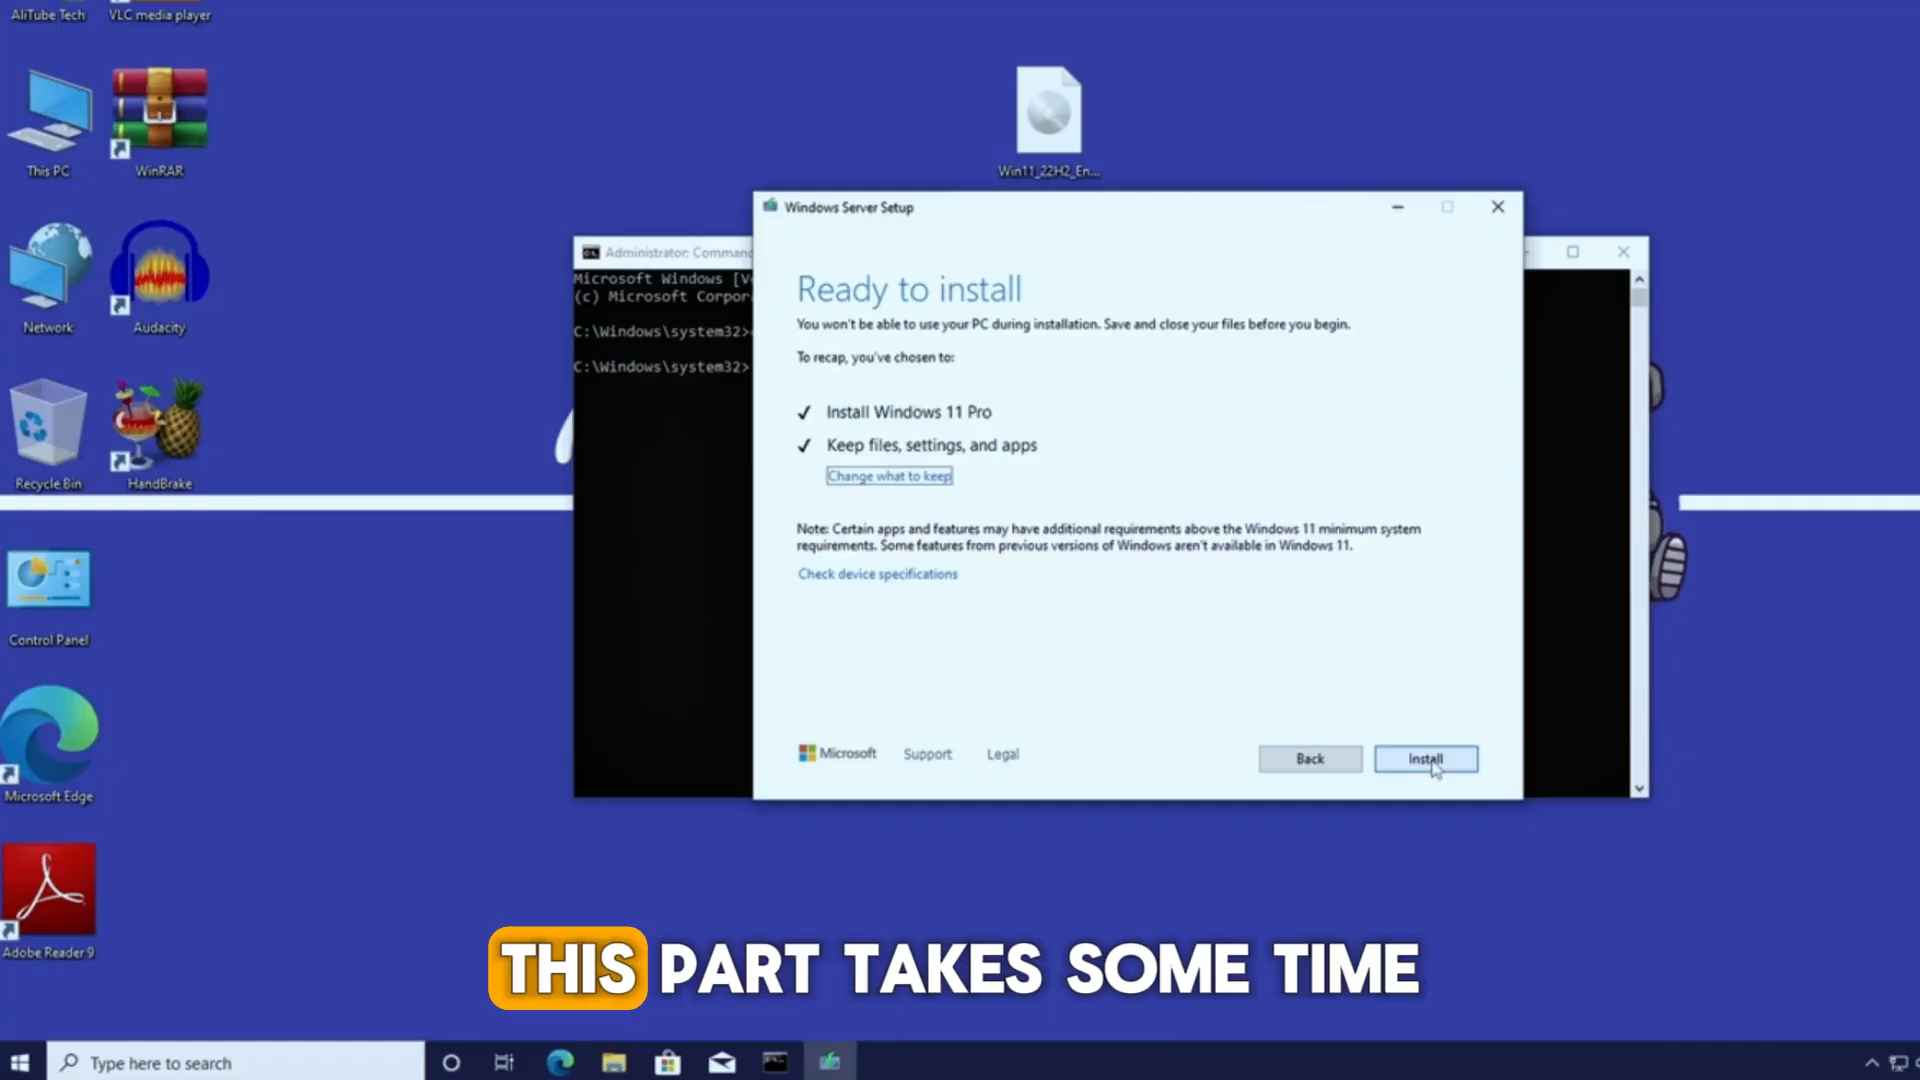 AliTube Tech
VLC media player
This PC
WinRAR
Win11_22H2_En...
Network
Audacity
Recycle Bin
HandBrake
Control Panel
Microsoft Edge
Adobe Reader 9
Administrator: Comman
Microsoft Windows [V
(c) Microsoft Corpor
C:\Windows\system32>
C:\Windows\system32>
Windows Server Setup
Ready to install
You won't be able to use your PC during installation. Save and close your files before you begin.
To recap, you've chosen to:
✓ Install Windows 11 Pro
✓ Keep files, settings, and apps
Change what to keep
Note: Certain apps and features may have additional requirements above the Windows 11 minimum system
requirements. Some features from previous versions of Windows aren't available in Windows 11.
Check device specifications
Microsoft Support Legal
Back Install
THIS PART TAKES SOME TIME
Type here to search